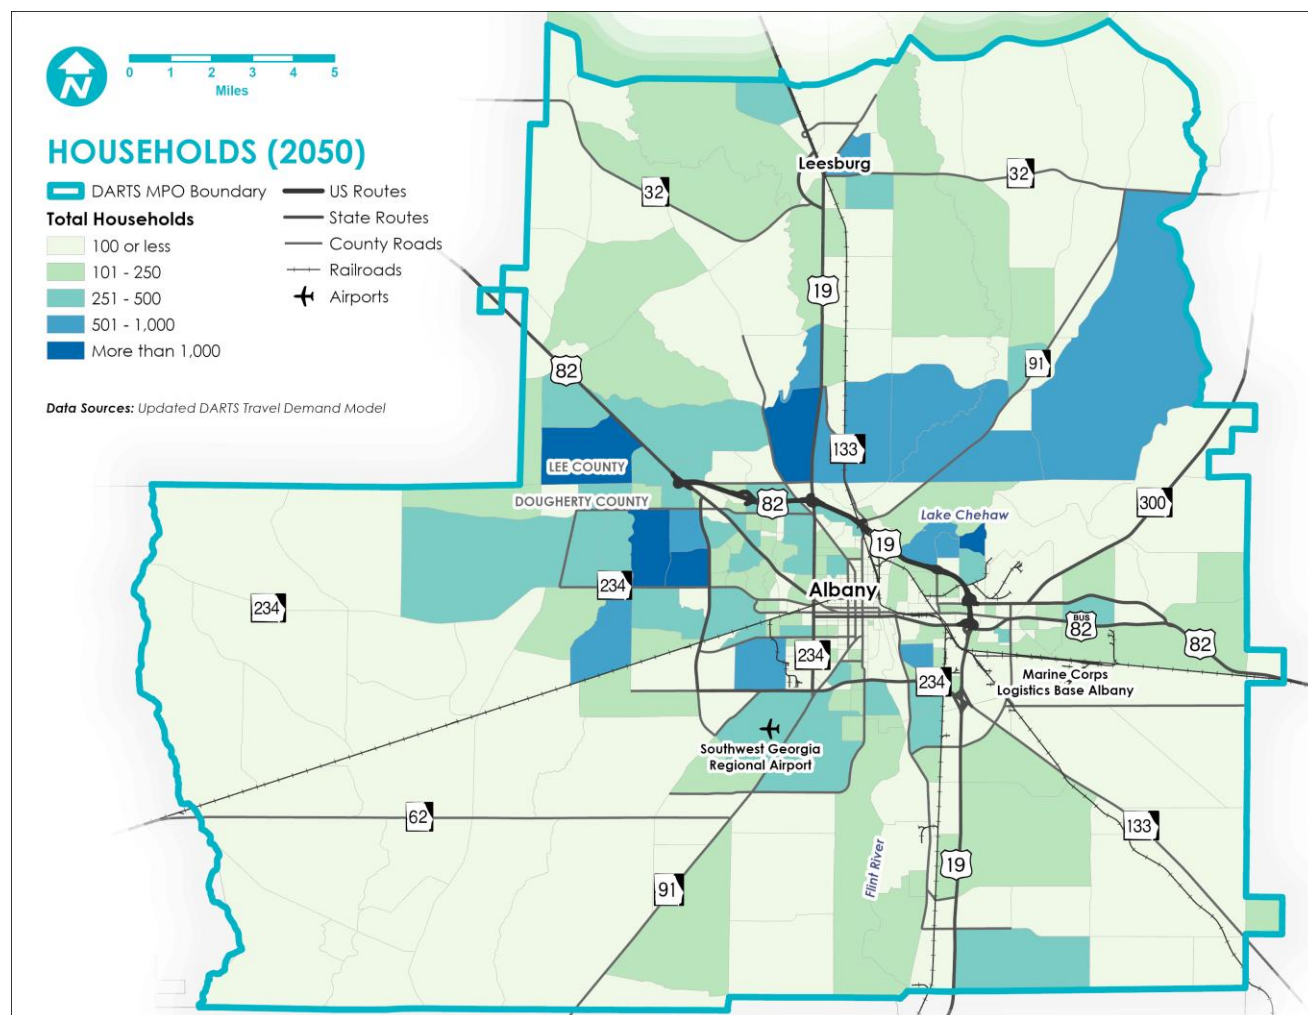 N
0 1 2 3 4 5
Miles
HOUSEHOLDS (2050)
DARTS MPO Boundary
Total Households
100 or less
101 - 250
251 - 500
501 - 1,000
More than 1,000
US Routes
State Routes
County Roads
Railroads
Airports
Data Sources: Updated DARTS Travel Demand Model
Leesburg
32
32
19
82
91
133
LEE COUNTY
DOUGHERTY COUNTY
82
300
Lake Chehaw
19
Albany
234
234
BUS
82
82
234
234
Marine Corps
Logistics Base Albany
Southwest Georgia
Regional Airport
62
133
Flint River
19
91